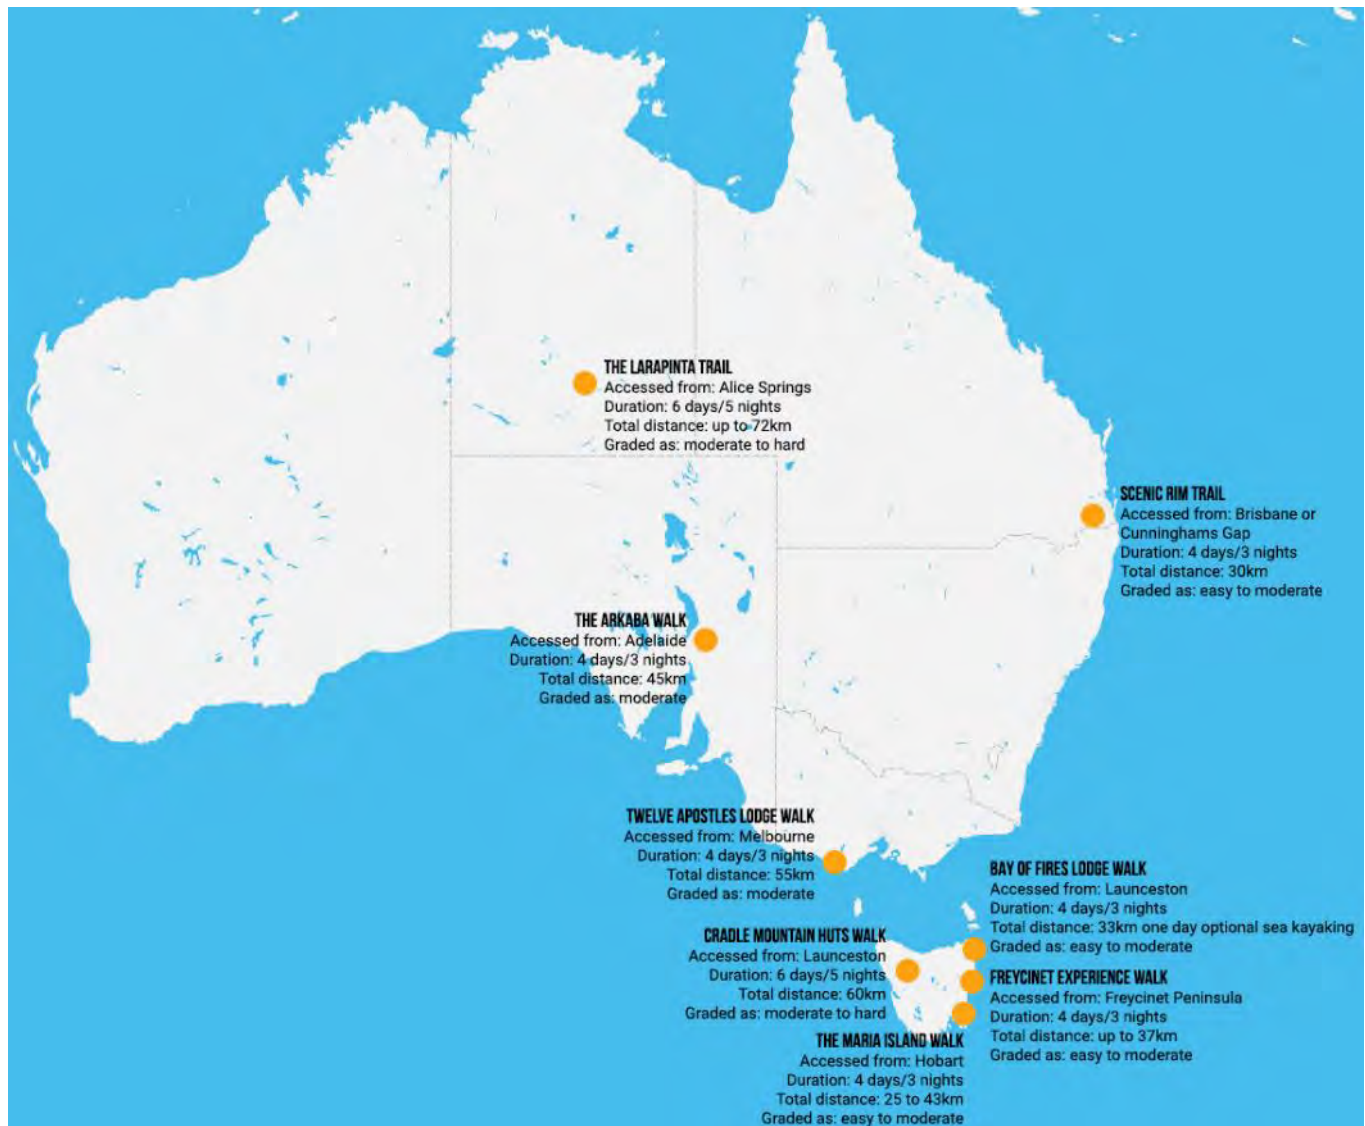 THE LARAPINTA TRAIL
Accessed from: Alice Springs
Duration: 6 days/5 nights
Total distance: up to 72km
Graded as: moderate to hard
SCENIC RIM TRAIL
Accessed from: Brisbane or
Cunninghams Gap
Duration: 4 days/3 nights
Total distance: 30km
Graded as: easy to moderate
THE ARKABA WALK
Accessed from: Adelaide
Duration: 4 days/3 nights
Total distance: 45km
Graded as: moderate
TWELVE APOSTLES LODGE WALK
Accessed from: Melbourne
Duration: 4 days/3 nights
Total distance: 55km
Graded as: moderate
BAY OF FIRES LODGE WALK
Accessed from: Launceston
Duration: 4 days/3 nights
Total distance: 33km one day optional sea kayaking
Graded as: easy to moderate
CRADLE MOUNTAIN HUTS WALK
Accessed from: Launceston
Duration: 6 days/5 nights
Total distance: 60km
Graded as: moderate to hard
FREYCINET EXPERIENCE WALK
Accessed from: Freycinet Peninsula
Duration: 4 days/3 nights
Total distance: up to 37km
Graded as: easy to moderate
THE MARIA ISLAND WALK
Accessed from: Hobart
Duration: 4 days/3 nights
Total distance: 25 to 43km
Graded as: easy to moderate